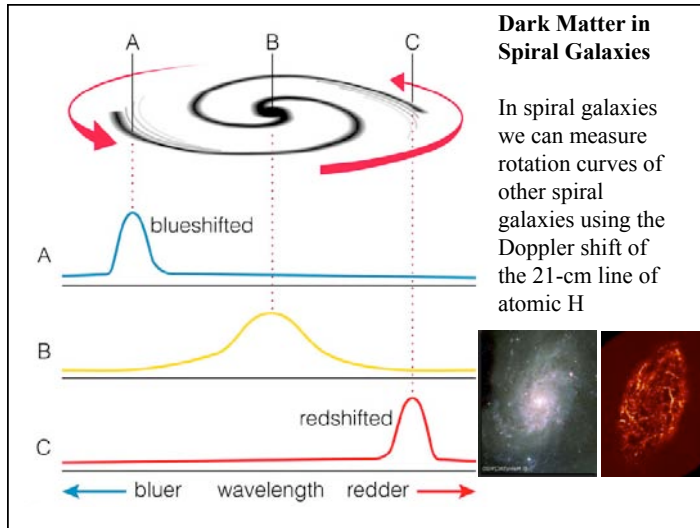 A B C
blueshifted
A
B
redshifted
C
bluer wavelength redder
Dark Matter in
Spiral Galaxies
In spiral galaxies
we can measure
rotation curves of
other spiral
galaxies using the
Doppler shift of
the 21-cm line of
atomic H